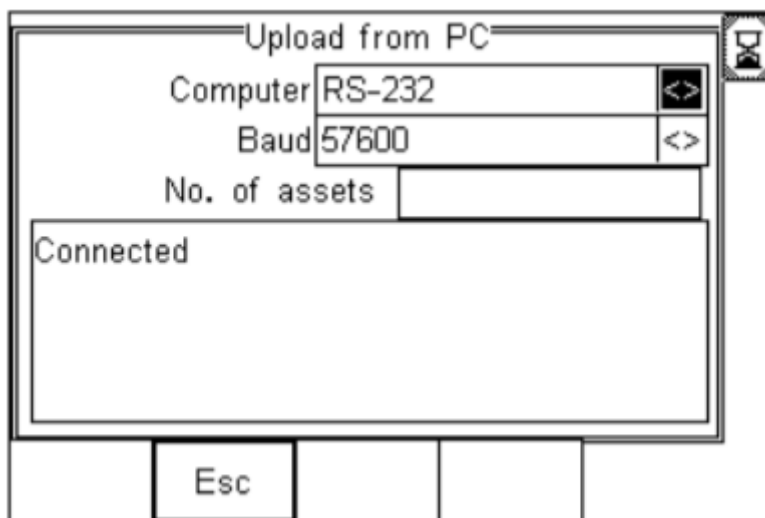 Upload from PC
Computer RS-232 <>
Baud 57600 <>
No. of assets
Connected
Esc